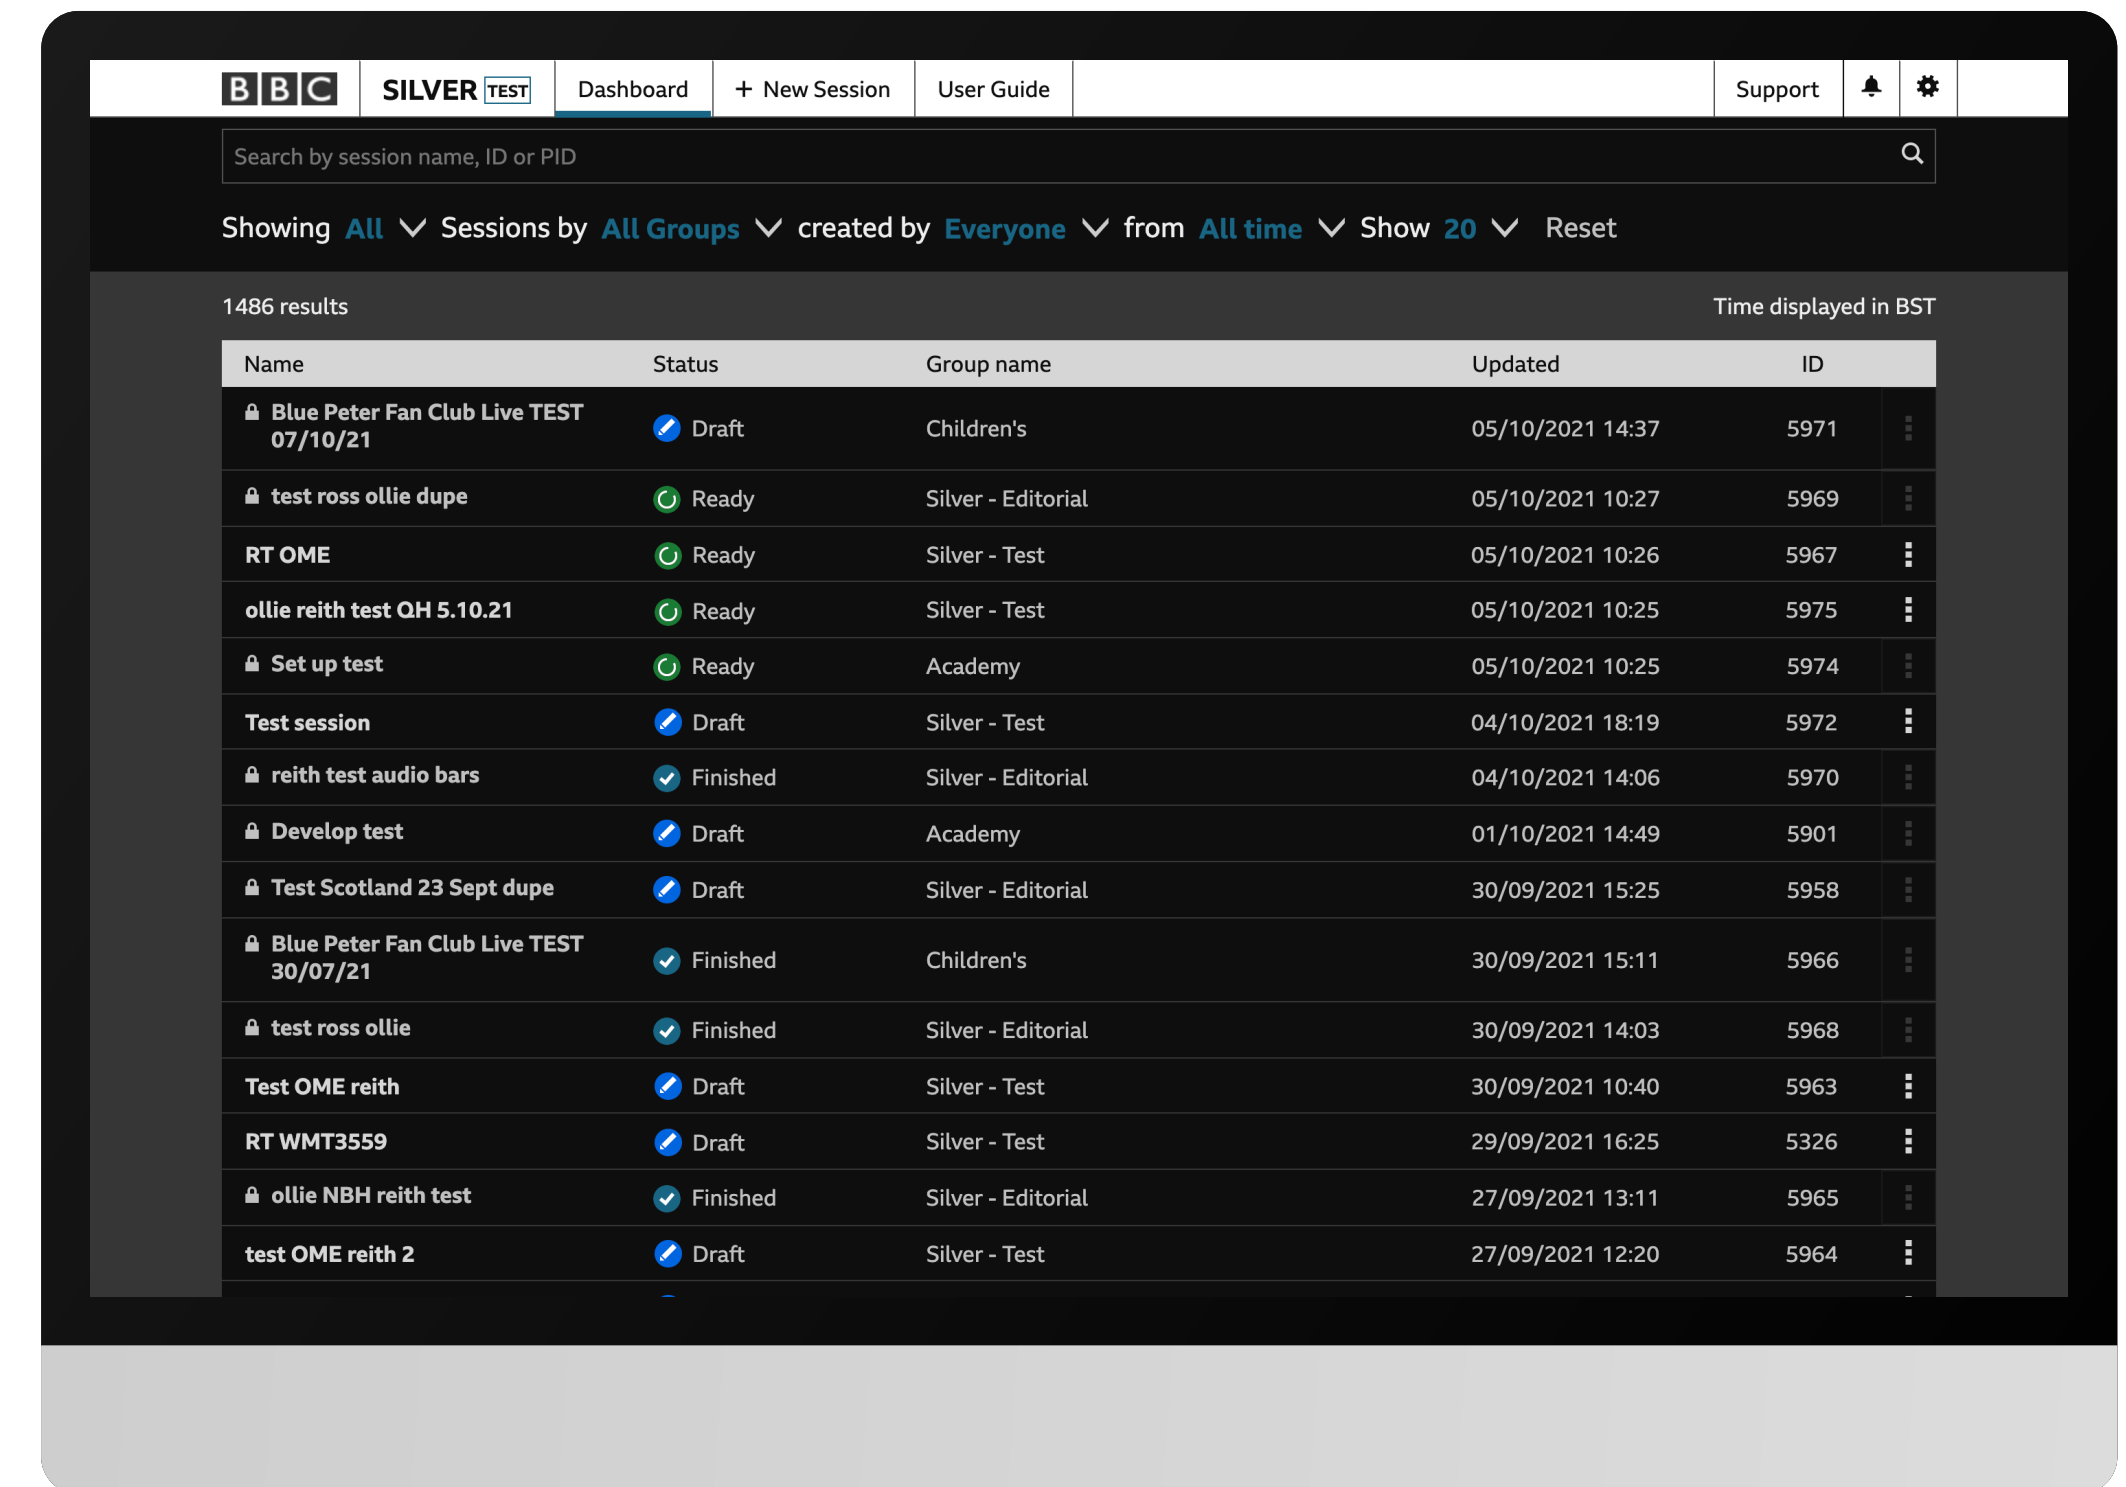 BBC SILVER TEST Dashboard + New Session User Guide Support
Search by session name, ID or PID
Showing All Sessions by All Groups created by Everyone from All time Show 20 Reset
1486 results Time displayed in BST
Name Status Group name Updated ID
Blue Peter Fan Club Live TEST
07/10/21 Draft Children's 05/10/2021 14:37 5971
test ross ollie dupe Ready Silver - Editorial 05/10/2021 10:27 5969
RT OME Ready Silver - Test 05/10/2021 10:26 5967
ollie reith test QH 5.10.21 Ready Silver - Test 05/10/2021 10:25 5975
Set up test Ready Academy 05/10/2021 10:25 5974
Test session Draft Silver - Test 04/10/2021 18:19 5972
reith test audio bars Finished Silver - Editorial 04/10/2021 14:06 5970
Develop test Draft Academy 01/10/2021 14:49 5901
Test Scotland 23 Sept dupe Draft Silver - Editorial 30/09/2021 15:25 5958
Blue Peter Fan Club Live TEST
30/07/21 Finished Children's 30/09/2021 15:11 5966
test ross ollie Finished Silver - Editorial 30/09/2021 14:03 5968
Test OME reith Draft Silver - Test 30/09/2021 10:40 5963
RT WMT3559 Draft Silver - Test 29/09/2021 16:25 5326
ollie NBH reith test Finished Silver - Editorial 27/09/2021 13:11 5965
test OME reith 2 Draft Silver - Test 27/09/2021 12:20 5964